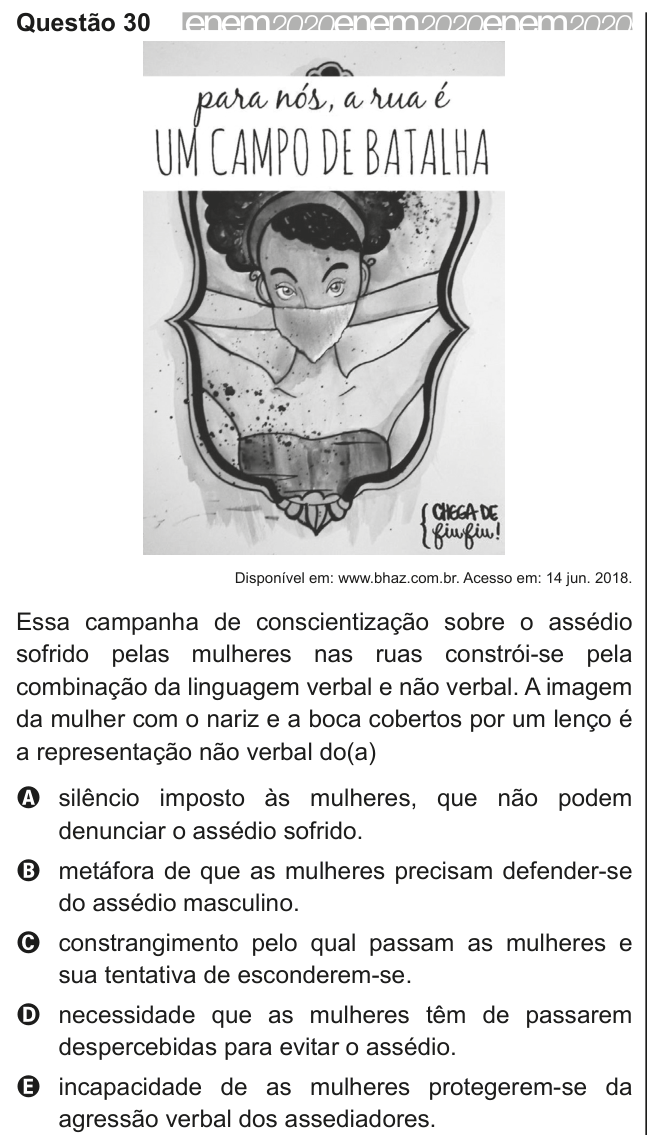 Questão 30 enem2020enem2020enem2020
para nós, a rua é
UM CAMPO DE BATALHA
{ CHEGA DE
fiu fiu!
Disponível em: www.bhaz.com.br. Acesso em: 14 jun. 2018.
Essa campanha de conscientização sobre o assédio
sofrido pelas mulheres nas ruas constrói-se pela
combinação da linguagem verbal e não verbal. A imagem
da mulher com o nariz e a boca cobertos por um lenço é
a representação não verbal do(a)
A silêncio imposto às mulheres, que não podem
denunciar o assédio sofrido.
B metáfora de que as mulheres precisam defender-se
do assédio masculino.
C constrangimento pelo qual passam as mulheres e
sua tentativa de esconderem-se.
D necessidade que as mulheres têm de passarem
despercebidas para evitar o assédio.
E incapacidade de as mulheres protegerem-se da
agressão verbal dos assediadores.